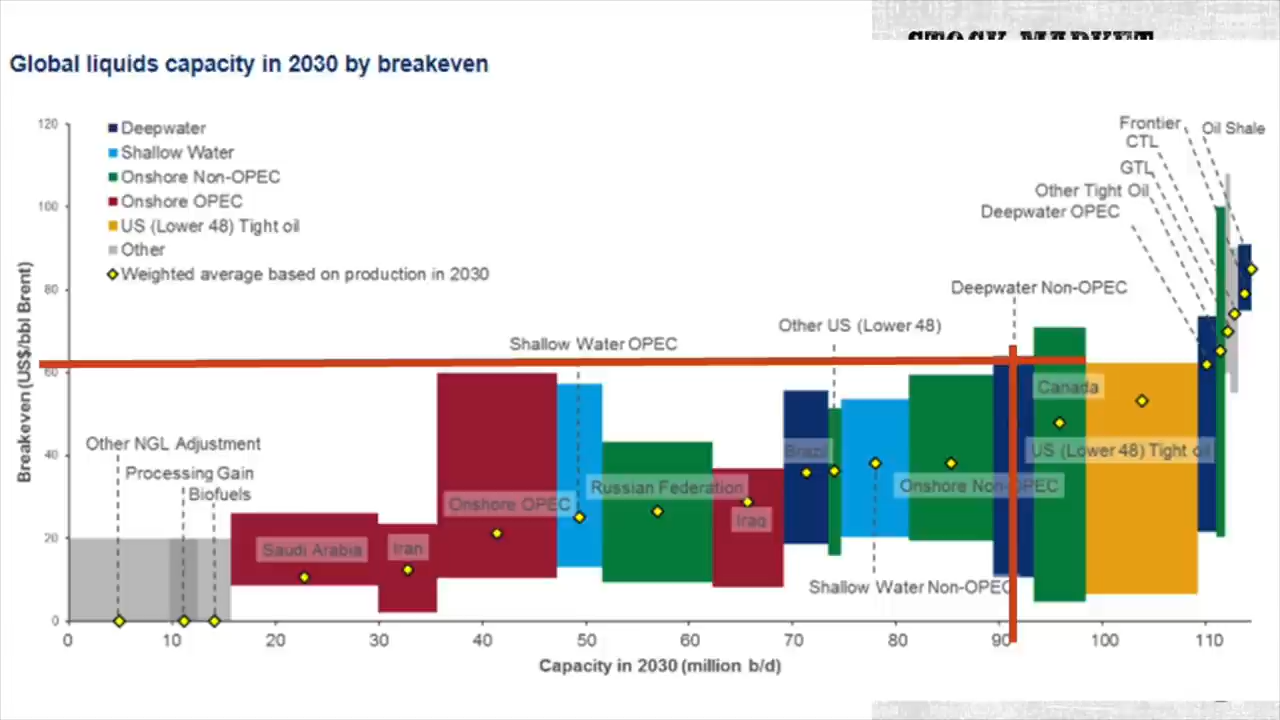 STOCK MARKET
Global liquids capacity in 2030 by breakeven
120
100
80
60
40
20
0
Breakeven (US$/bbl Brent)
Deepwater
Shallow Water
Onshore Non-OPEC
Onshore OPEC
US (Lower 48) Tight oil
Other
Weighted average based on production in 2030
Frontier
Oil Shale
CTL
GTL
Other Tight Oil
Deepwater OPEC
Deepwater Non-OPEC
Other US (Lower 48)
Shallow Water OPEC
Canada
Other NGL Adjustment
Processing Gain
Biofuels
Brazil
US (Lower 48) Tight oil
Russian Federation
Onshore Non-OPEC
Onshore OPEC
Iraq
Saudi Arabia
Iran
Shallow Water Non-OPEC
0 10 20 30 40 50 60 70 80 90 100 110
Capacity in 2030 (million b/d)